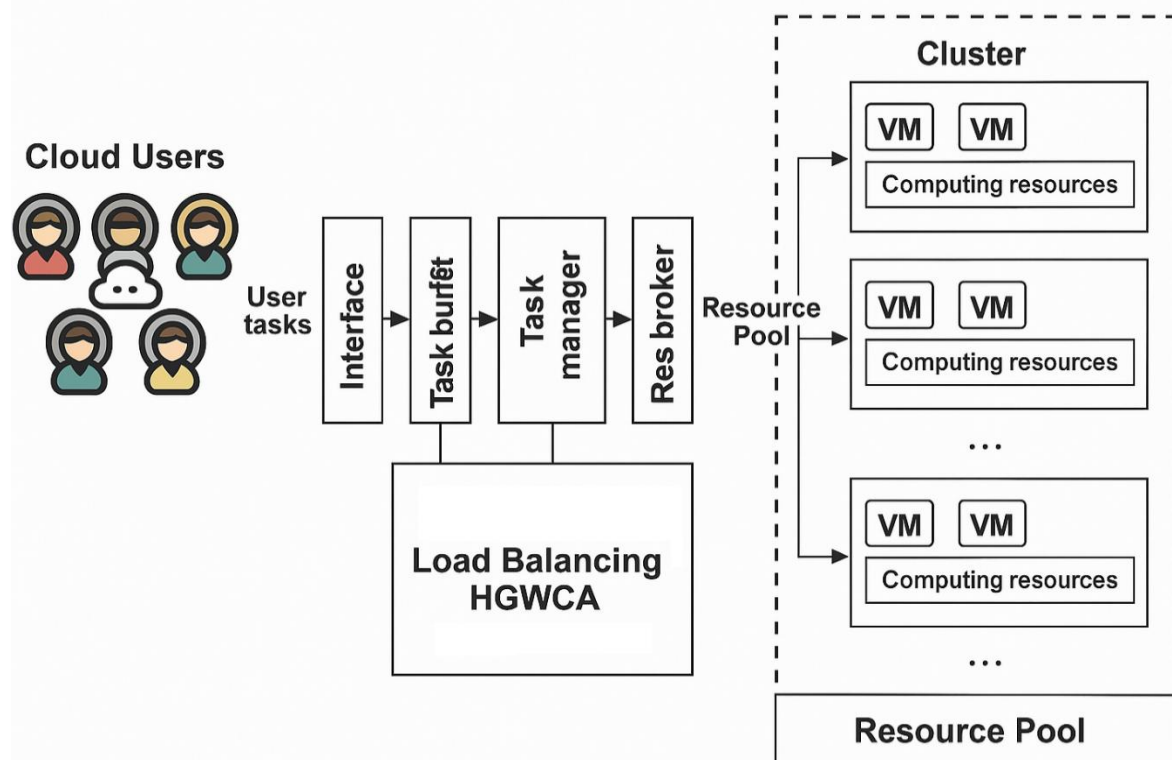 Cloud Users
User
tasks
Interface
Task
Task
manager
Res broker
Resource
Pool
Load Balancing
HGWCA
Cluster
VM VM
Computing resources
VM VM
Computing resources
...
VM VM
Computing resources
...
Resource Pool